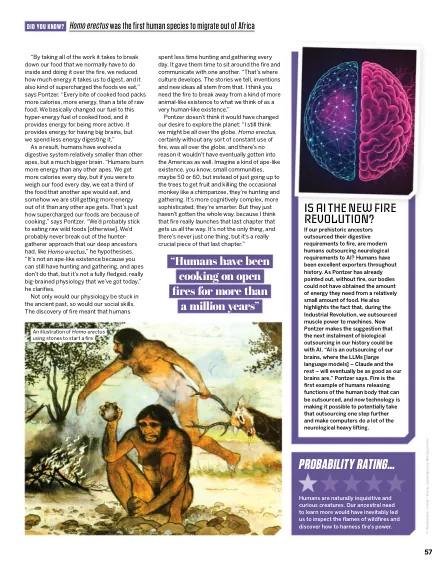 DID YOU KNOW? Homo erectus was the first human species to migrate out of Africa
“By taking all of the work it takes to break
down our food that we normally have to do
inside and doing it over the fire, we reduced
how much energy it takes us to digest, and it
also kind of supercharged the foods we eat,”
says Pontzer. “Every bite of cooked food packs
more calories, more energy, than a bite of raw
food. We basically changed our fuel to this
hyper-energy fuel of cooked food, and it
provides energy for being more active. It
provides energy for having big brains, but
we spend less energy digesting it.”
As a result, humans have evolved a
digestive system relatively smaller than other
apes, but a much bigger brain. “Humans burn
more energy than any other apes. We get
more calories every day, but if you were to
weigh our food every day, we eat a third of
the food that another ape would eat, and
somehow we are still getting more energy
out of it than any other ape gets. That’s just
how supercharged our foods are because of
cooking,” says Pontzer. “We’d probably stick
to eating raw wild foods [otherwise]. We’d
probably never break out of the hunter-
gatherer approach that our deep ancestors
had, like Homo erectus,” he hypothesises.
“It’s not an ape-like existence because you
can still have hunting and gathering, and apes
don’t do that, but it’s not a fully fledged, really
big-brained physicality that we’ve got today,”
he clarifies.
Not only would our physiology be stuck in
the ancient past, so would our social skills.
The discovery of fire meant that humans
spent less time hunting and gathering every
day. It gave them time to sit around the fire and
communicate with one another. “That’s where
culture develops. The stories we tell, inventions
and new ideas all stem from that. I think you
need the fire to break away from a kind of more
animal-like existence to what we think of as a
very human-like existence.”
Pontzer doesn’t think it would have changed
our desire to explore the planet: “I still think
we might be all over the globe. Homo erectus,
certainly without any sort of constant use of
fire, was all over the globe, and there’s no
reason it wouldn’t have eventually gotten into
the Americas as well. Imagine a kind of ape-like
existence, you know, small communities,
maybe 50 or 60, but instead of just going up to
the trees to get fruit and killing the occasional
monkey like a chimpanzee, they’re hunting and
gathering. It’s more cognitively complex, more
sophisticated; they’re smarter. But they just
haven’t gotten the whole way, because I think
that fire really launches that last chapter that
gets us all the way. It’s not the only thing, and
there’s never just one thing, but it’s a really
crucial piece of that last chapter.”
“Humans have been
cooking on open
fires for more than
a million years”
An illustration of Homo erectus
using stones to start a fire
IS AI THE NEW FIRE
REVOLUTION?
If our prehistoric ancestors
outsourced their digestive
requirements to fire, are modern
humans outsourcing neurological
requirements to AI? Humans have
been excellent exporters throughout
history. As Pontzer has already
pointed out, without fire, our bodies
could not have obtained the amount
of energy they need from a relatively
small amount of food. He also
highlights the fact that, during the
Industrial Revolution, we outsourced
muscle power to machines. Now
Pontzer makes the suggestion that
the next instalment of biological
outsourcing in our history could be
with AI. “AI is an outsourcing of our
brains, where the LLMs [large
language models] – Claude and the
rest – will eventually be as good as our
brains are,” Pontzer says. Fire is the
first example of humans releasing
functions of the human body that can
be outsourced, and now technology is
making it possible to potentially take
that outsourcing one step further
and make computers do a lot of the
neurological heavy lifting.
PROBABILITY RATING...
Humans are naturally inquisitive and
curious creatures. Our ancestral need
to learn more would have inevitably led
us to inspect the flames of wildfires and
discover how to harness fire’s power.
57